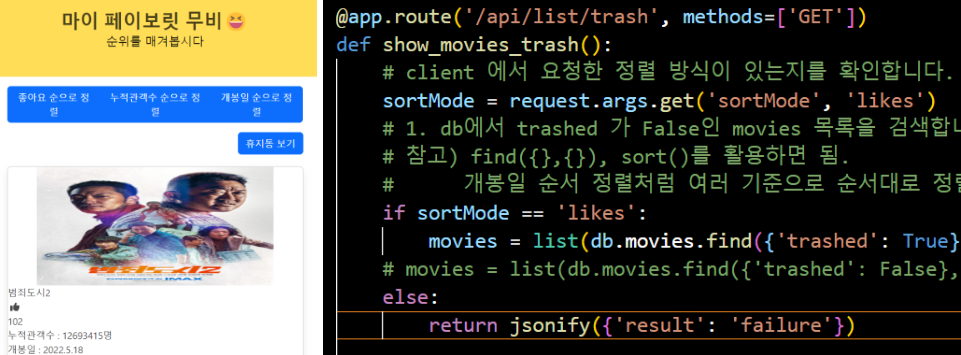 마이 페이보릿 무비😆
순위를 매겨봅시다
좋아요 순으로 정렬
누적관객수 순으로 정렬
개봉일 순으로 정렬
휴지통 보기
범죄도시2
IMAX
범죄도시2
102
누적관객수 : 12693415명
개봉일 : 2022.5.18
@app.route('/api/list/trash', methods=['GET'])
def show_movies_trash():
# client 에서 요청한 정렬 방식이 있는지를 확인합니다.
sortMode = request.args.get('sortMode', 'likes')
# 1. db에서 trashed 가 False인 movies 목록을 검색합니
# 참고) find({},{}), sort()를 활용하면 됨.
# 개봉일 순서 정렬처럼 여러 기준으로 순서대로 정렬
if sortMode == 'likes':
movies = list(db.movies.find({'trashed': True}
# movies = list(db.movies.find({'trashed': False},
else:
return jsonify({'result': 'failure'})